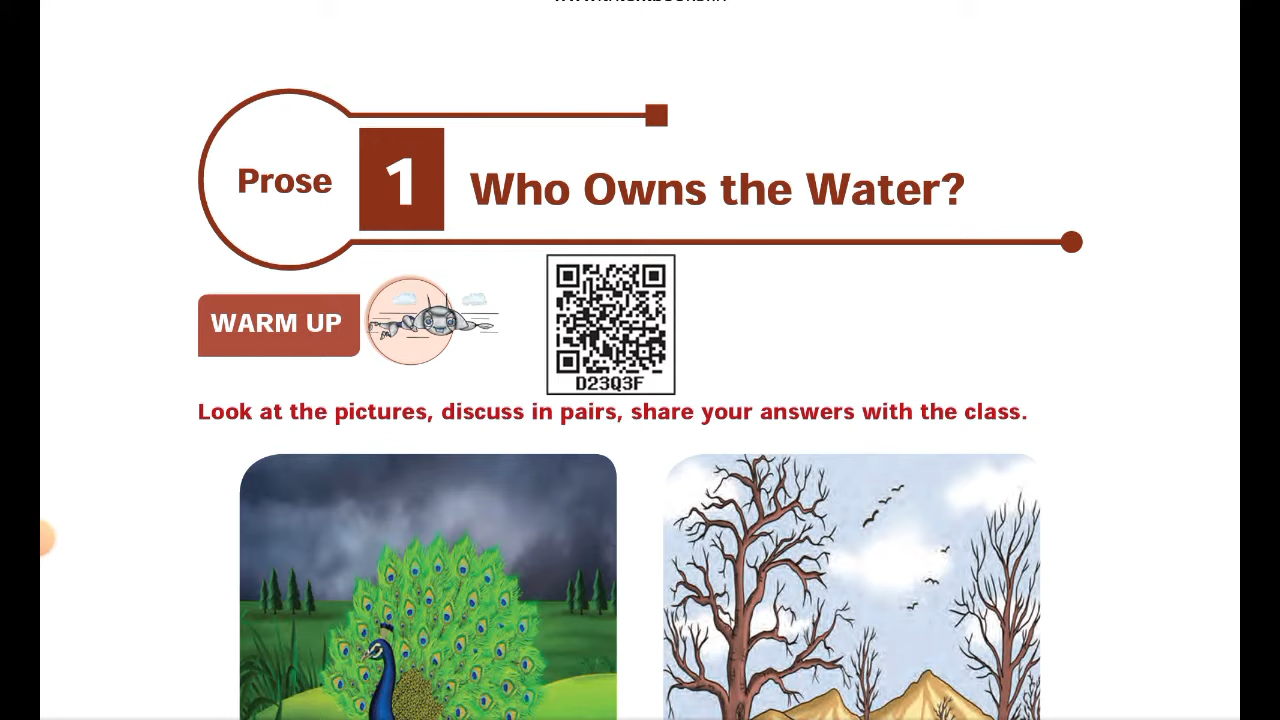 Prose 1 Who Owns the Water?
WARM UP
D23Q3F
Look at the pictures, discuss in pairs, share your answers with the class.